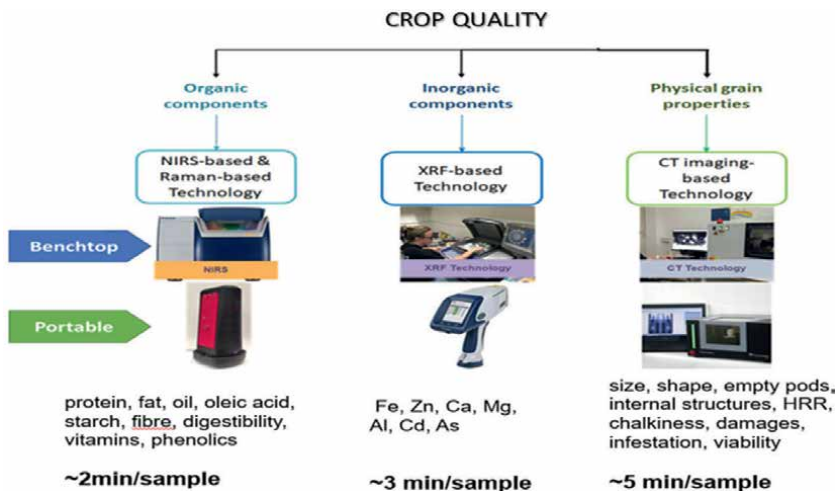 CROP QUALITY
Organic
components
Inorganic
components
Physical grain
properties
NIRS-based &
Raman-based
Technology
XRF-based
Technology
CT imaging-
based
Technology
Benchtop
NIRS
XRF Technology
CT Technology
Portable
protein, fat, oil, oleic acid,
starch, fibre, digestibility,
vitamins, phenolics
Fe, Zn, Ca, Mg,
Al, Cd, As
size, shape, empty pods,
internal structures, HRR,
chalkiness, damages,
infestation, viability
~2min/sample
~3 min/sample
~5 min/sample